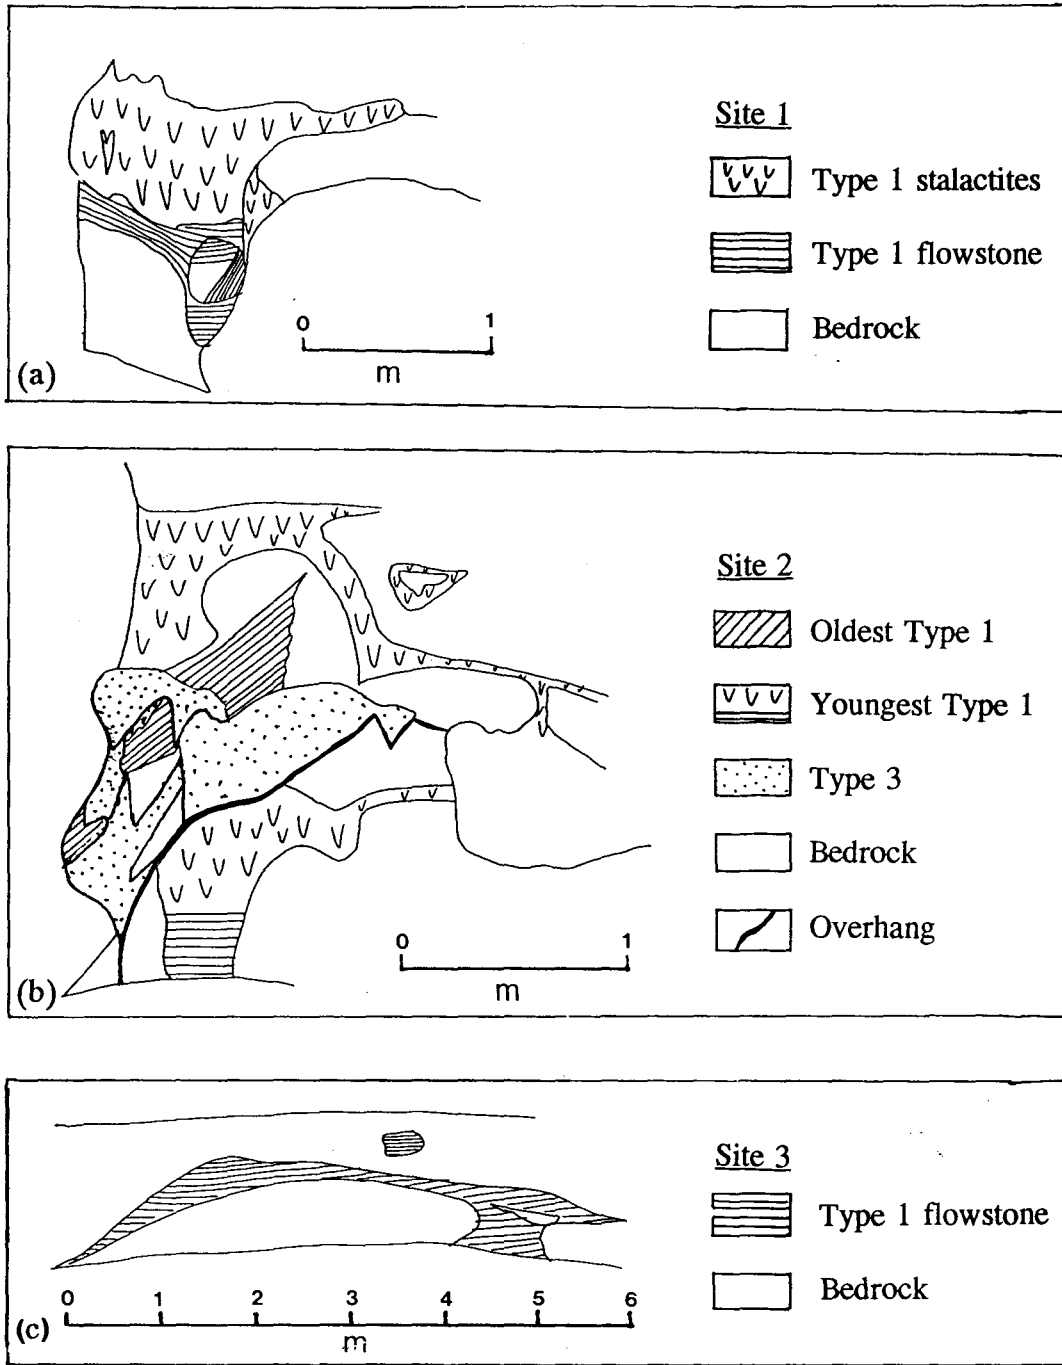 Site 1
Type 1 stalactites
Type 1 flowstone
Bedrock
0 1
m
(a)
Site 2
Oldest Type 1
Youngest Type 1
Type 3
Bedrock
Overhang
0 1
m
(b)
Site 3
Type 1 flowstone
Bedrock
0 1 2 3 4 5 6
m
(c)